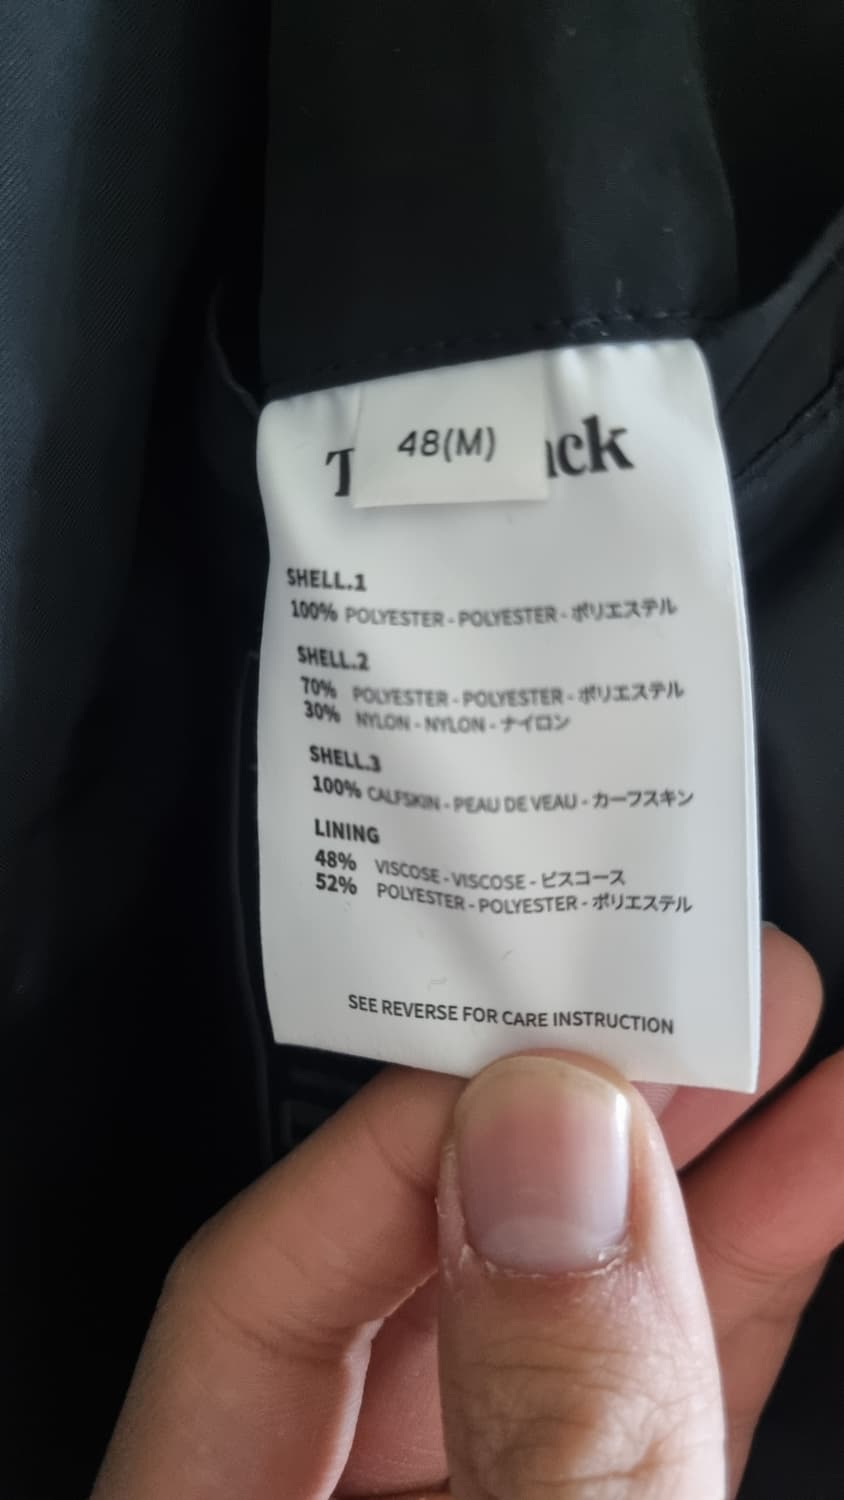 48(M)
ck
SHELL.1
100% POLYESTER - POLYESTER - ポリエステル
SHELL.2
70% POLYESTER - POLYESTER - ポリエステル
30% NYLON - NYLON - ナイロン
SHELL.3
100% CALFSKIN - PEAU DE VEAU - カーフスキン
LINING
48% VISCOSE - VISCOSE - ビスコース
52% POLYESTER - POLYESTER - ポリエステル
SEE REVERSE FOR CARE INSTRUCTION